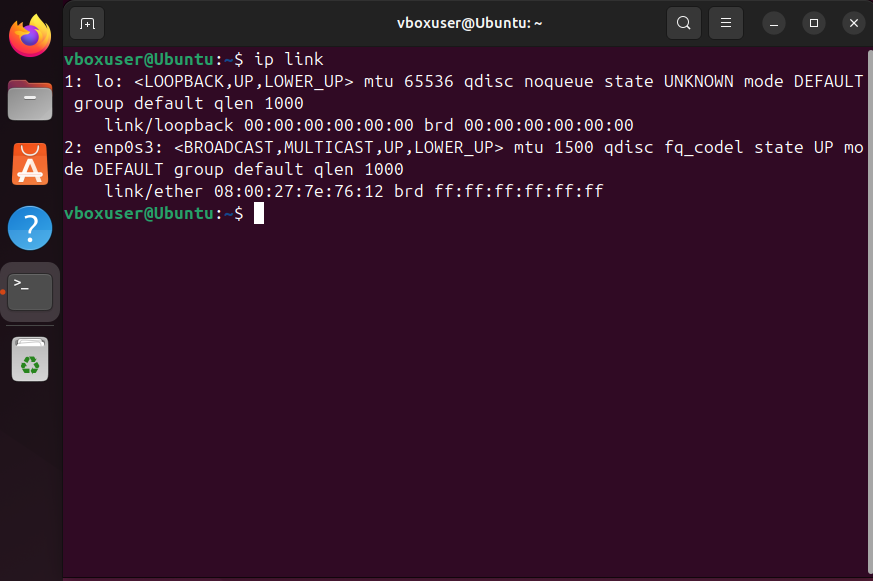 vboxuser@Ubuntu: ~
vboxuser@Ubuntu:~$ ip link
1: lo: <LOOPBACK,UP,LOWER_UP> mtu 65536 qdisc noqueue state UNKNOWN mode DEFAULT
 group default qlen 1000
    link/loopback 00:00:00:00:00:00 brd 00:00:00:00:00:00
2: enp0s3: <BROADCAST,MULTICAST,UP,LOWER_UP> mtu 1500 qdisc fq_codel state UP mo
de DEFAULT group default qlen 1000
    link/ether 08:00:27:7e:76:12 brd ff:ff:ff:ff:ff:ff
vboxuser@Ubuntu:~$